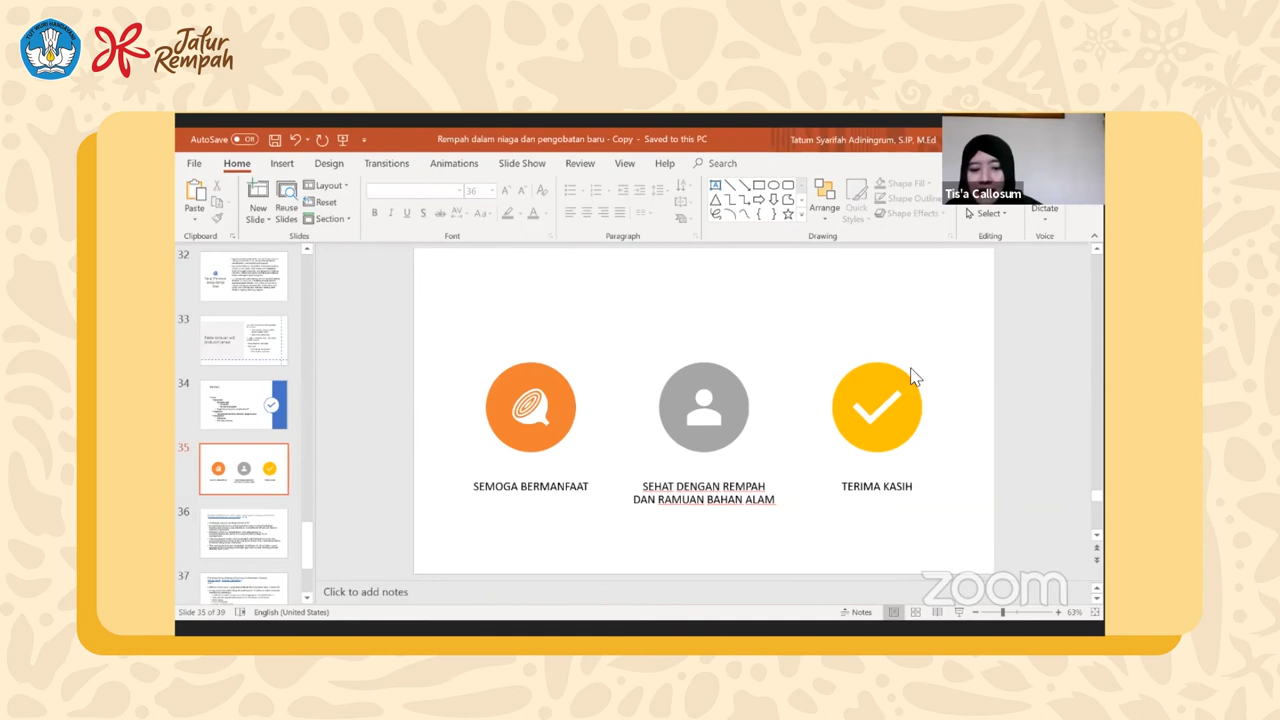 TUT WURI HANDAYANI
Jalur
Rempah
AutoSave Off
Rempah dalam niaga dan pengobatan baru - Copy - Saved to this PC
Tatum Syarifah Adiningrum, S.IP, M.Ed
File Home Insert Design Transitions Animations Slide Show Review View Help Search
Tis'a Callosum
Paste
New
Slide
Reuse
Slides
Layout
Reset
Section
36
Arrange
Quick
Styles
Shape Fill
Shape Outline
Shape Effects
Select
Dictate
Clipboard
Slides
Font
Paragraph
Drawing
Editing
Voice
32
33
34
35
36
37
SEMOGA BERMANFAAT
SEHAT DENGAN REMPAH
DAN RAMUAN BAHAN ALAM
TERIMA KASIH
Click to add notes
zoom
Slide 35 of 39
English (United States)
Notes
63%